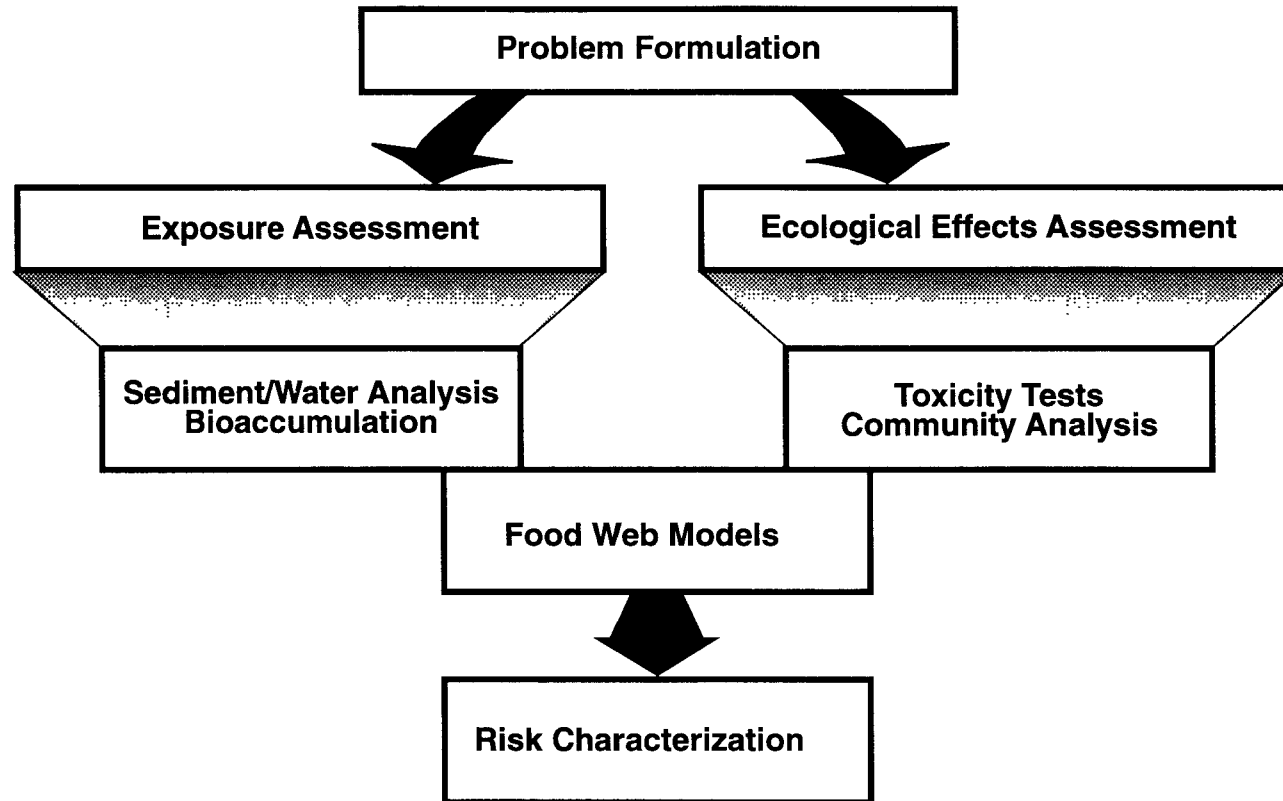 Problem Formulation
Exposure Assessment
Ecological Effects Assessment
Sediment/Water Analysis
Bioaccumulation
Toxicity Tests
Community Analysis
Food Web Models
Risk Characterization